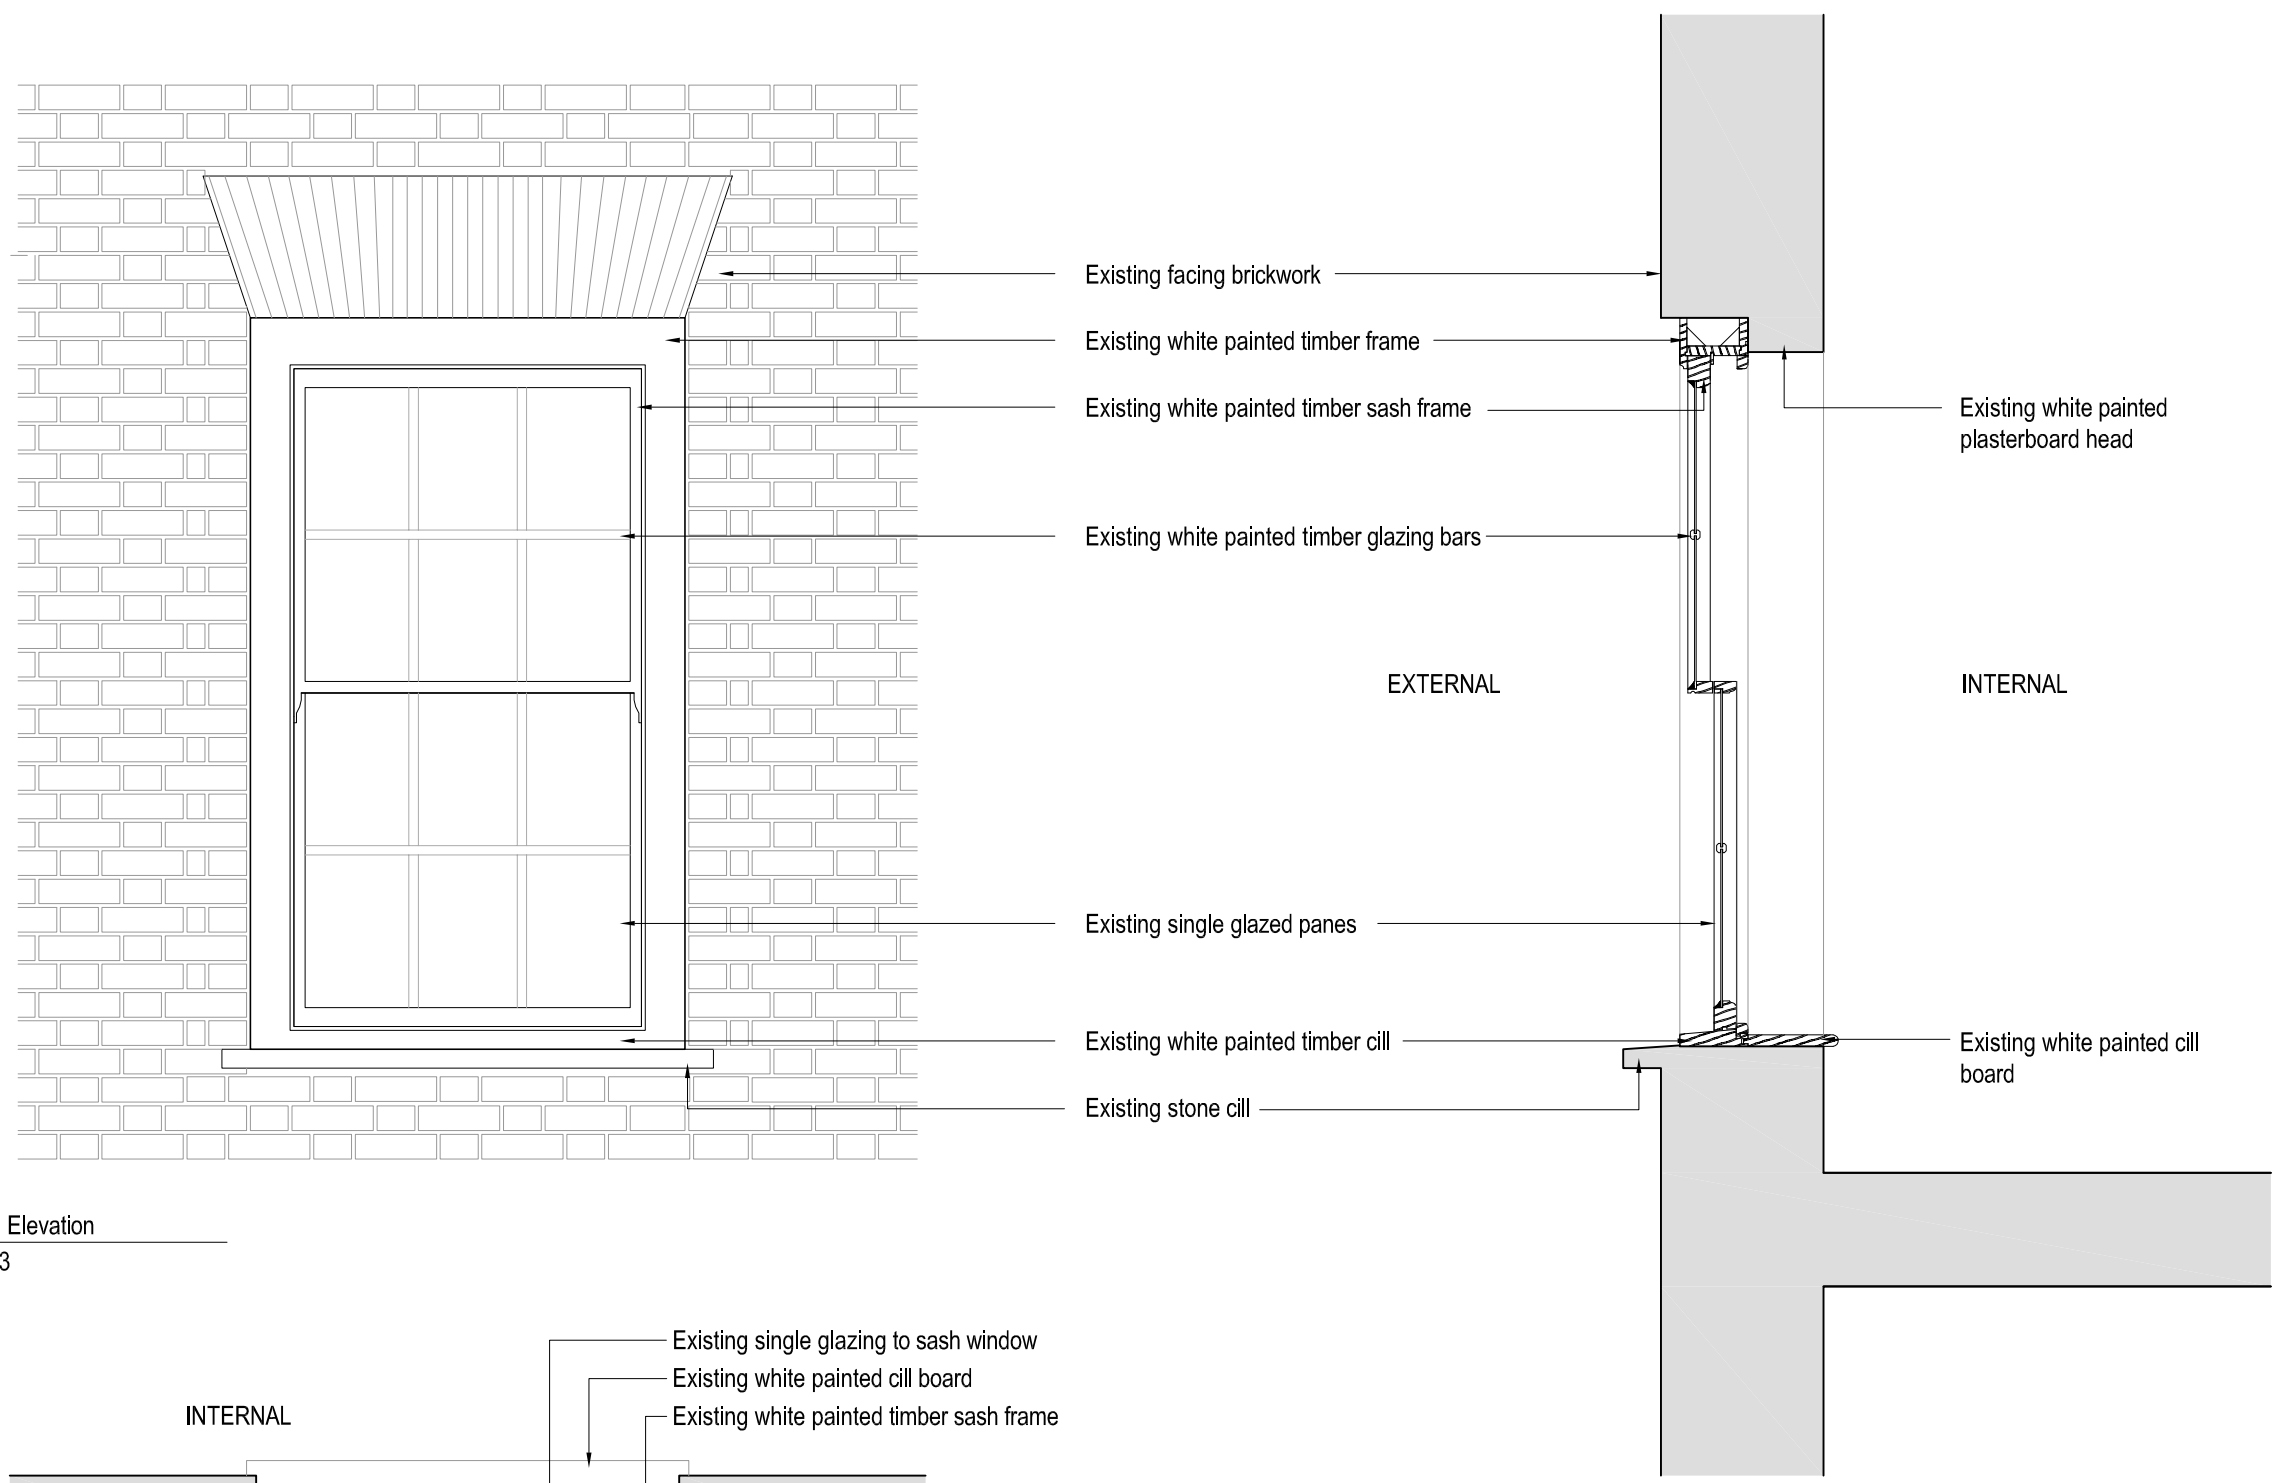 Existing facing brickwork
Existing white painted timber frame
Existing white painted timber sash frame
Existing white painted
plasterboard head
Existing white painted timber glazing bars
EXTERNAL
INTERNAL
Existing single glazed panes
Existing white painted timber cill
Existing white painted cill
board
Existing stone cill
Elevation
3
Existing single glazing to sash window
Existing white painted cill board
INTERNAL
Existing white painted timber sash frame